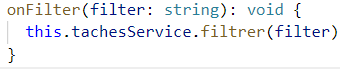 onFilter(filter: string): void {
  this.tachesService.filtrer(filter)
}